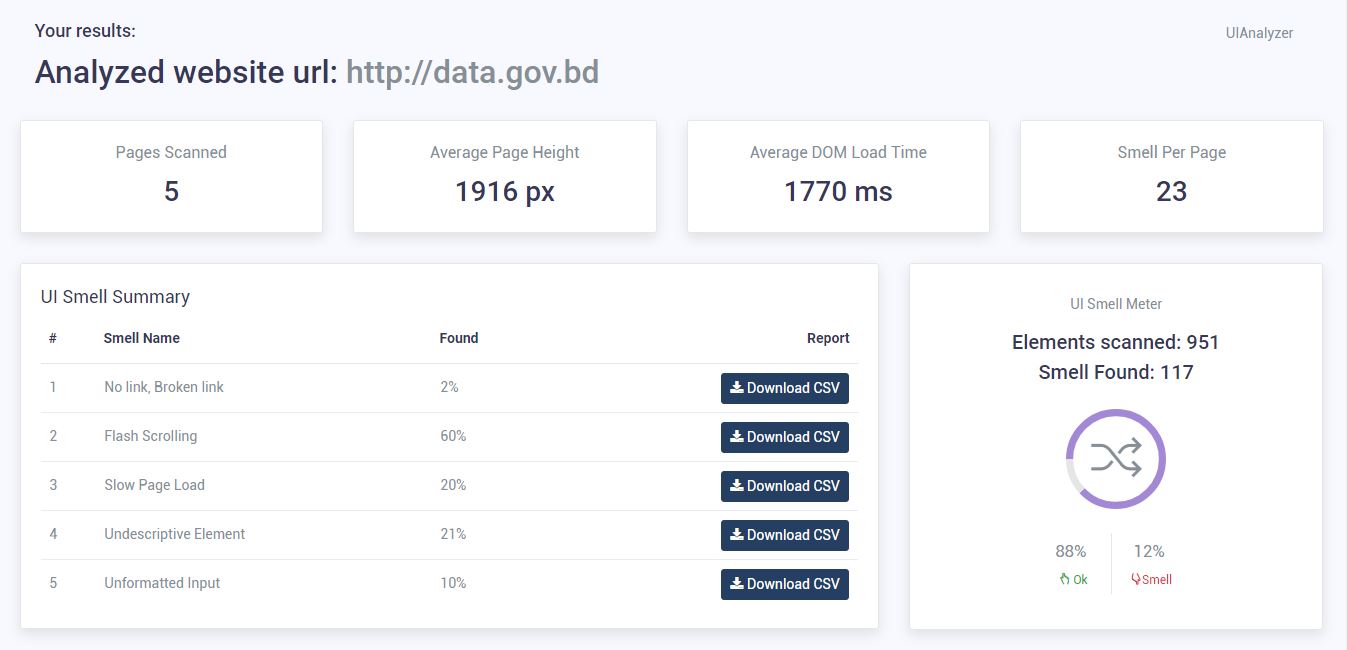 Your results:
UIAnalyzer
Analyzed website url: http://data.gov.bd
Pages Scanned
5
Average Page Height
1916 px
Average DOM Load Time
1770 ms
Smell Per Page
23
UI Smell Summary
# Smell Name Found Report
1 No link, Broken link 2% Download CSV
2 Flash Scrolling 60% Download CSV
3 Slow Page Load 20% Download CSV
4 Undescriptive Element 21% Download CSV
5 Unformatted Input 10% Download CSV
UI Smell Meter
Elements scanned: 951
Smell Found: 117
88% 12%
Ok Smell